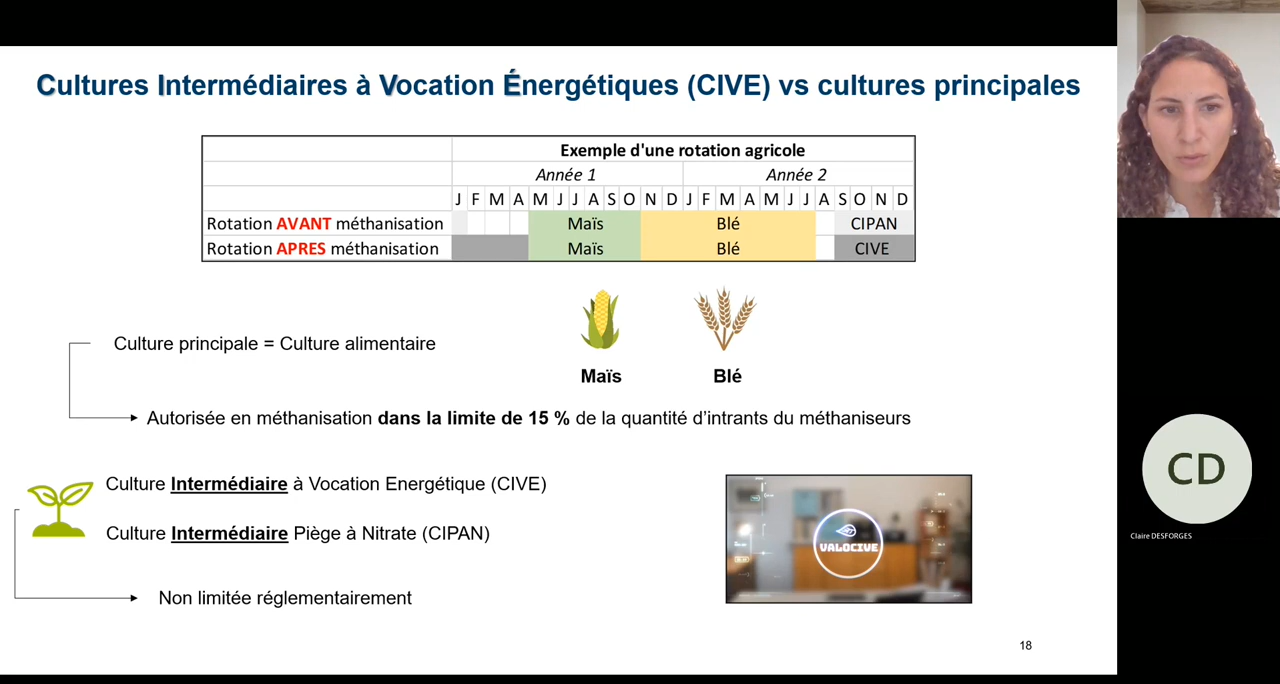 Cultures Intermédiaires à Vocation Énergétiques (CIVE) vs cultures principales
Exemple d'une rotation agricole
Année 1 Année 2
J F M A M J J A S O N D J F M A M J J A S O N D
Rotation AVANT méthanisation Maïs Blé CIPAN
Rotation APRES méthanisation Maïs Blé CIVE
Culture principale = Culture alimentaire
Maïs Blé
Autorisée en méthanisation dans la limite de 15 % de la quantité d'intrants du méthaniseurs
Culture Intermédiaire à Vocation Energétique (CIVE)
Culture Intermédiaire Piège à Nitrate (CIPAN)
VALOCIVE
Non limitée réglementairement
18
CD
Claire DESFORGES